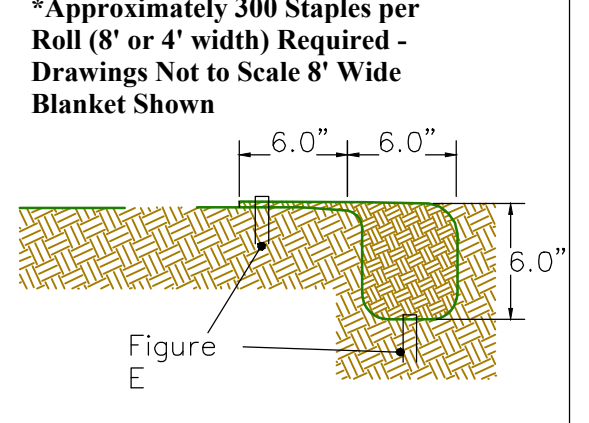 *Approximately 300 Staples per
Roll (8' or 4' width) Required -
Drawings Not to Scale 8' Wide
Blanket Shown
6.0” 6.0”
6.0”
Figure
E